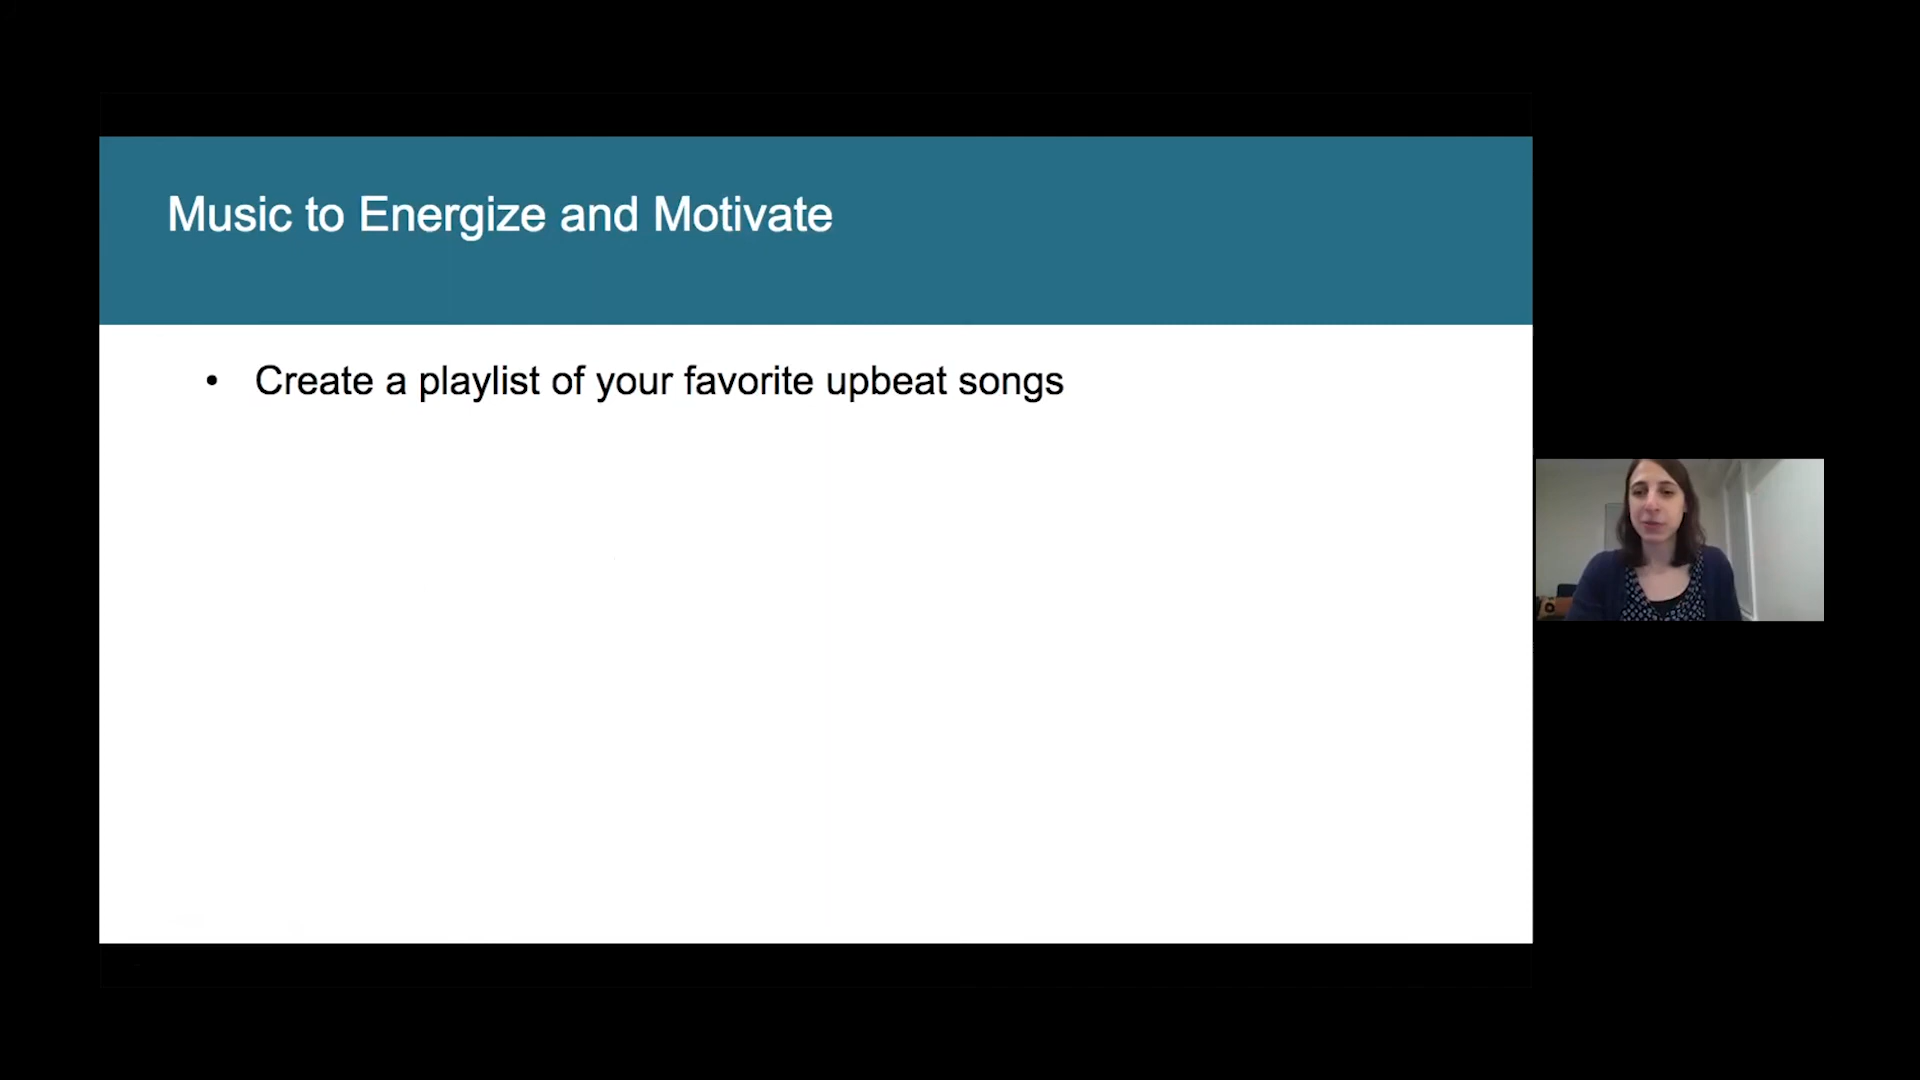 Music to Energize and Motivate
• Create a playlist of your favorite upbeat songs